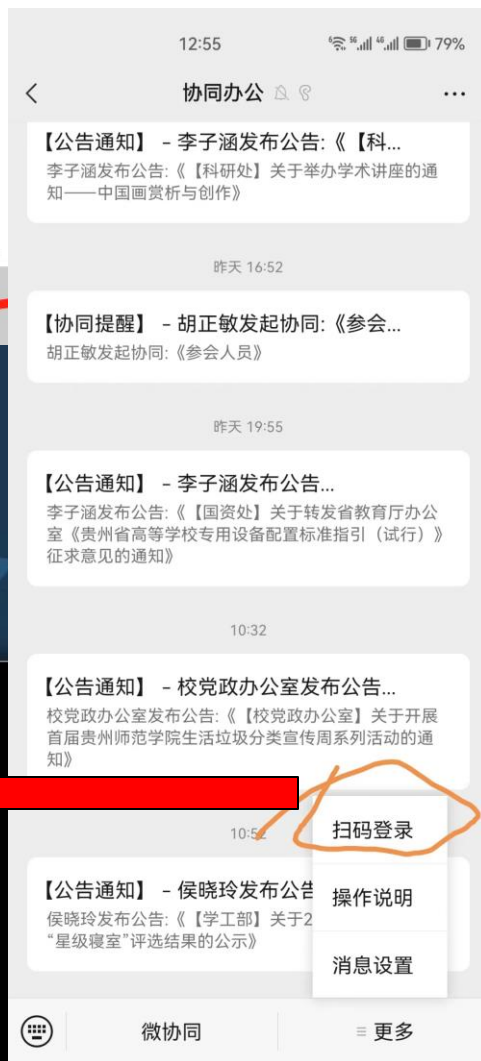 12:55
79%
协同办公
【公告通知】 - 李子涵发布公告:《【科...
李子涵发布公告:《【科研处】关于举办学术讲座的通
知——中国画赏析与创作》
昨天 16:52
【协同提醒】 - 胡正敏发起协同:《参会...
胡正敏发起协同:《参会人员》
昨天 19:55
【公告通知】 - 李子涵发布公告...
李子涵发布公告:《【国资处】关于转发省教育厅办公
室《贵州省高等学校专用设备配置标准指引（试行）》
征求意见的通知》
10:32
【公告通知】 - 校党政办公室发布公告...
校党政办公室发布公告:《【校党政办公室】关于开展
首届贵州师范学院生活垃圾分类宣传周系列活动的通
知》
10:52
扫码登录
【公告通知】 - 侯晓玲发布公告
操作说明
侯晓玲发布公告:《【学工部】关于2
“星级寝室”评选结果的公示》
消息设置
微协同
更多